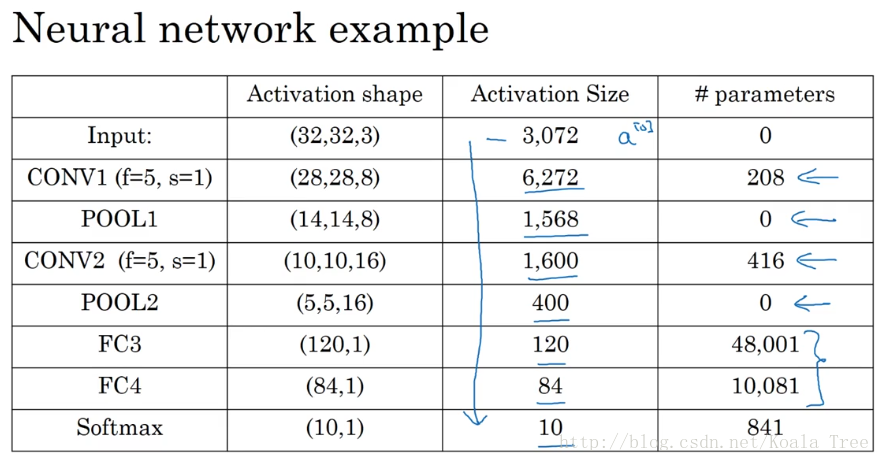 Neural network example
Activation shape Activation Size # parameters
Input: (32,32,3) – 3,072 a[0] 0
CONV1 (f=5, s=1) (28,28,8) 6,272 208 ←
POOL1 (14,14,8) 1,568 0 ←
CONV2 (f=5, s=1) (10,10,16) 1,600 416 ←
POOL2 (5,5,16) 400 0 ←
FC3 (120,1) 120 48,001 }
FC4 (84,1) 84 10,081
Softmax (10,1) 10 841
http://blog.csdn.net/Koala_Tree